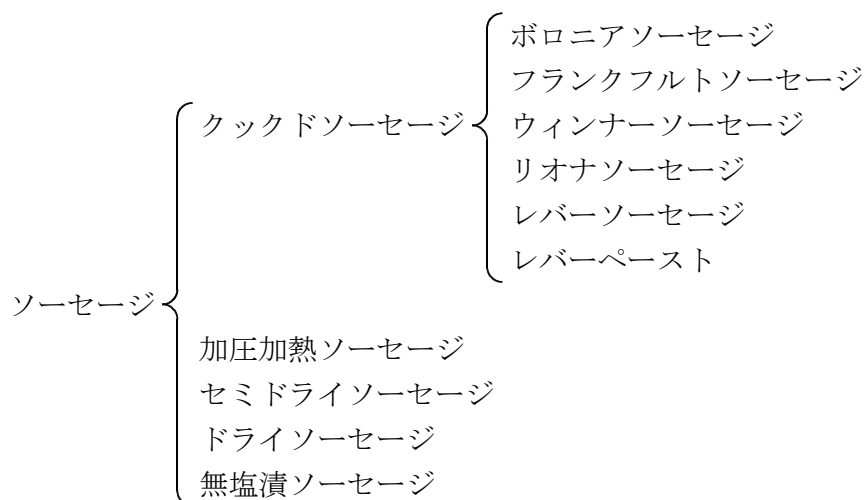 ボロニアソーセージ
フランクフルトソーセージ
クックドソーセージ
ウィンナーソーセージ
リオナソーセージ
レバーソーセージ
レバーペースト
ソーセージ
加圧加熱ソーセージ
セミドライソーセージ
ドライソーセージ
無塩漬ソーセージ